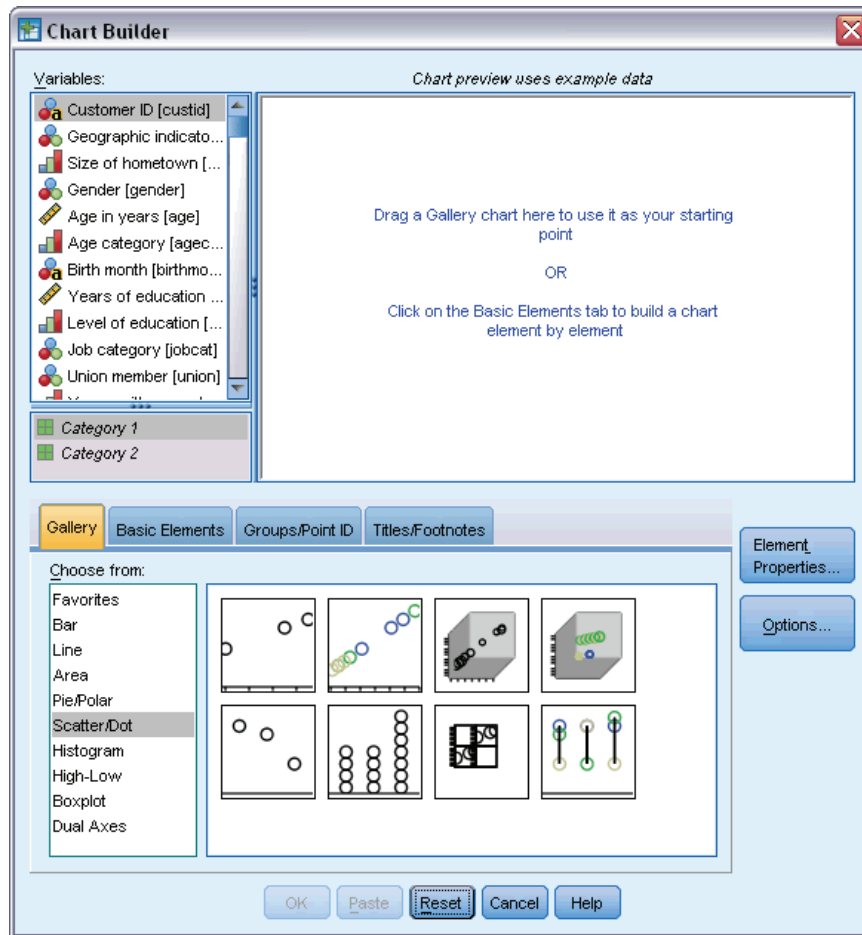 Chart Builder
Variables:
Chart preview uses example data
Customer ID [custid]
Geographic indicato...
Size of hometown [...
Gender [gender]
Age in years [age]
Age category [agec...
Birth month [birthmo...
Years of education ...
Level of education [...
Job category [jobcat]
Union member [union]
Drag a Gallery chart here to use it as your starting
point
OR
Click on the Basic Elements tab to build a chart
element by element
Category 1
Category 2
Gallery
Basic Elements
Groups/Point ID
Titles/Footnotes
Choose from:
Favorites
Bar
Line
Area
Pie/Polar
Scatter/Dot
Histogram
High-Low
Boxplot
Dual Axes
Element
Properties...
Options...
OK
Paste
Reset
Cancel
Help